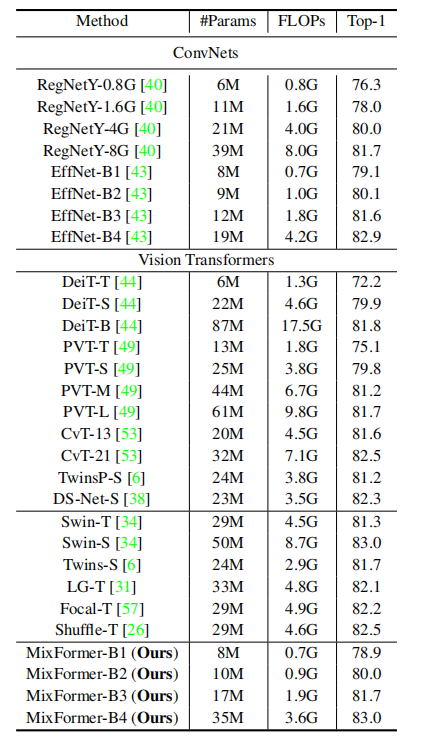 Method #Params FLOPs Top-1
ConvNets
RegNetY-0.8G [40] 6M 0.8G 76.3
RegNetY-1.6G [40] 11M 1.6G 78.0
RegNetY-4G [40] 21M 4.0G 80.0
RegNetY-8G [40] 39M 8.0G 81.7
EffNet-B1 [43] 8M 0.7G 79.1
EffNet-B2 [43] 9M 1.0G 80.1
EffNet-B3 [43] 12M 1.8G 81.6
EffNet-B4 [43] 19M 4.2G 82.9
Vision Transformers
DeiT-T [44] 6M 1.3G 72.2
DeiT-S [44] 22M 4.6G 79.9
DeiT-B [44] 87M 17.5G 81.8
PVT-T [49] 13M 1.8G 75.1
PVT-S [49] 25M 3.8G 79.8
PVT-M [49] 44M 6.7G 81.2
PVT-L [49] 61M 9.8G 81.7
CvT-13 [53] 20M 4.5G 81.6
CvT-21 [53] 32M 7.1G 82.5
TwinsP-S [6] 24M 3.8G 81.2
DS-Net-S [38] 23M 3.5G 82.3
Swin-T [34] 29M 4.5G 81.3
Swin-S [34] 50M 8.7G 83.0
Twins-S [6] 24M 2.9G 81.7
LG-T [31] 33M 4.8G 82.1
Focal-T [57] 29M 4.9G 82.2
Shuffle-T [26] 29M 4.6G 82.5
MixFormer-B1 (Ours) 8M 0.7G 78.9
MixFormer-B2 (Ours) 10M 0.9G 80.0
MixFormer-B3 (Ours) 17M 1.9G 81.7
MixFormer-B4 (Ours) 35M 3.6G 83.0